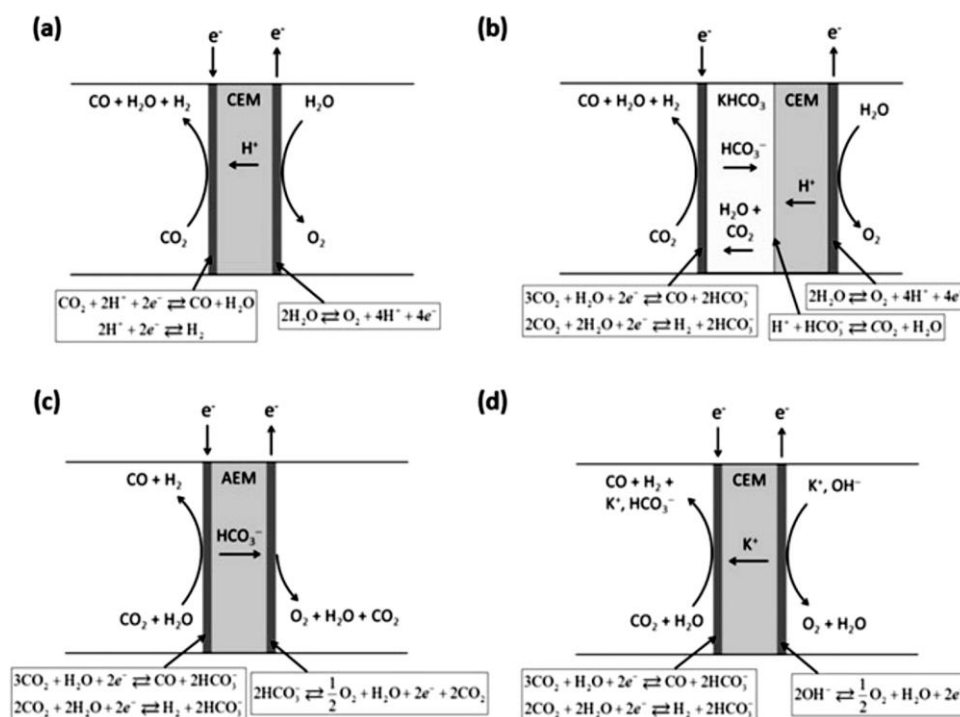 (a)
e⁻ e⁻
CO + H₂O + H₂ CEM H₂O
H⁺
CO₂ O₂
CO₂ + 2H⁺ + 2e⁻ ⇌ CO + H₂O
2H⁺ + 2e⁻ ⇌ H₂
2H₂O ⇌ O₂ + 4H⁺ + 4e⁻
(b)
e⁻ e⁻
CO + H₂O + H₂ KHCO₃ CEM H₂O
HCO₃⁻
H⁺
H₂O +
CO₂
CO₂ O₂
3CO₂ + H₂O + 2e⁻ ⇌ CO + 2HCO₃⁻
2CO₂ + 2H₂O + 2e⁻ ⇌ H₂ + 2HCO₃⁻
2H₂O ⇌ O₂ + 4H⁺ + 4e⁻
H⁺ + HCO₃⁻ ⇌ CO₂ + H₂O
(c)
e⁻ e⁻
CO + H₂ AEM
HCO₃⁻
CO₂ + H₂O O₂ + H₂O + CO₂
3CO₂ + H₂O + 2e⁻ ⇌ CO + 2HCO₃⁻
2CO₂ + 2H₂O + 2e⁻ ⇌ H₂ + 2HCO₃⁻
2HCO₃⁻ ⇌ 1/2 O₂ + H₂O + 2e⁻ + 2CO₂
(d)
e⁻ e⁻
CO + H₂ +
K⁺, HCO₃⁻
CEM K⁺, OH⁻
K⁺
CO₂ + H₂O O₂ + H₂O
3CO₂ + H₂O + 2e⁻ ⇌ CO + 2HCO₃⁻
2CO₂ + 2H₂O + 2e⁻ ⇌ H₂ + 2HCO₃⁻
2OH⁻ ⇌ 1/2 O₂ + H₂O + 2e